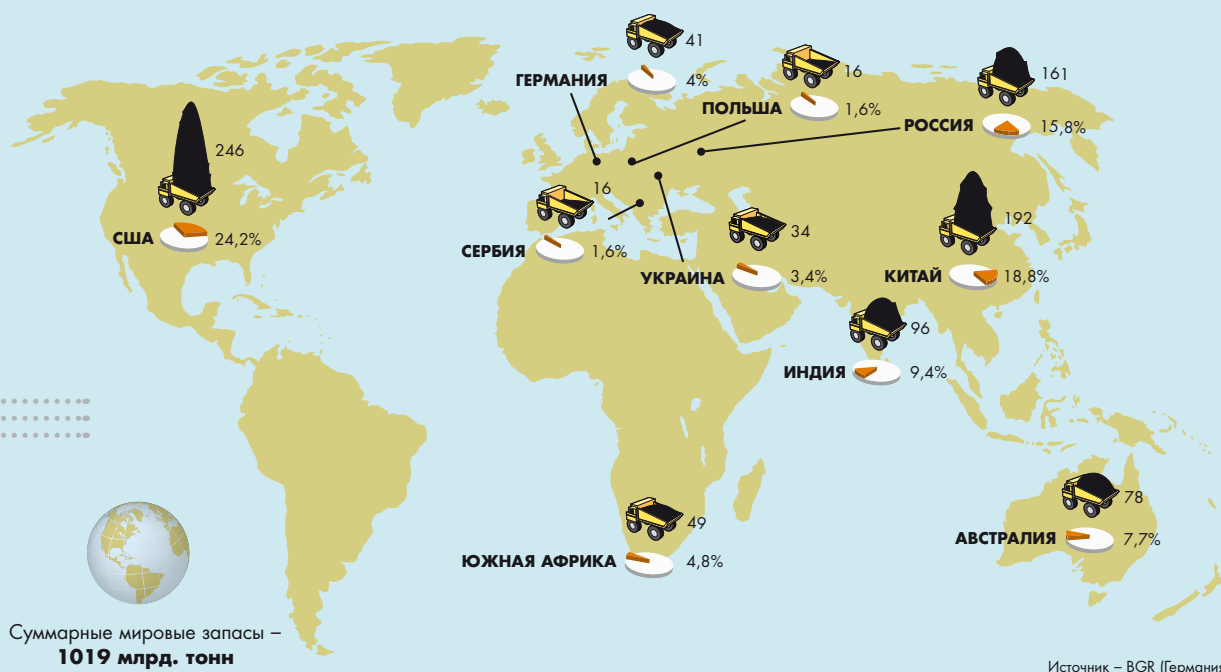 41
ГЕРМАНИЯ
4%
16
ПОЛЬША
1,6%
161
РОССИЯ
15,8%
246
США
24,2%
16
СЕРБИЯ
1,6%
34
УКРАИНА
3,4%
192
КИТАЙ
18,8%
96
ИНДИЯ
9,4%
49
ЮЖНАЯ АФРИКА
4,8%
78
АВСТРАЛИЯ
7,7%
Суммарные мировые запасы –
1019 млрд. тонн
Источник – BGR (Германия